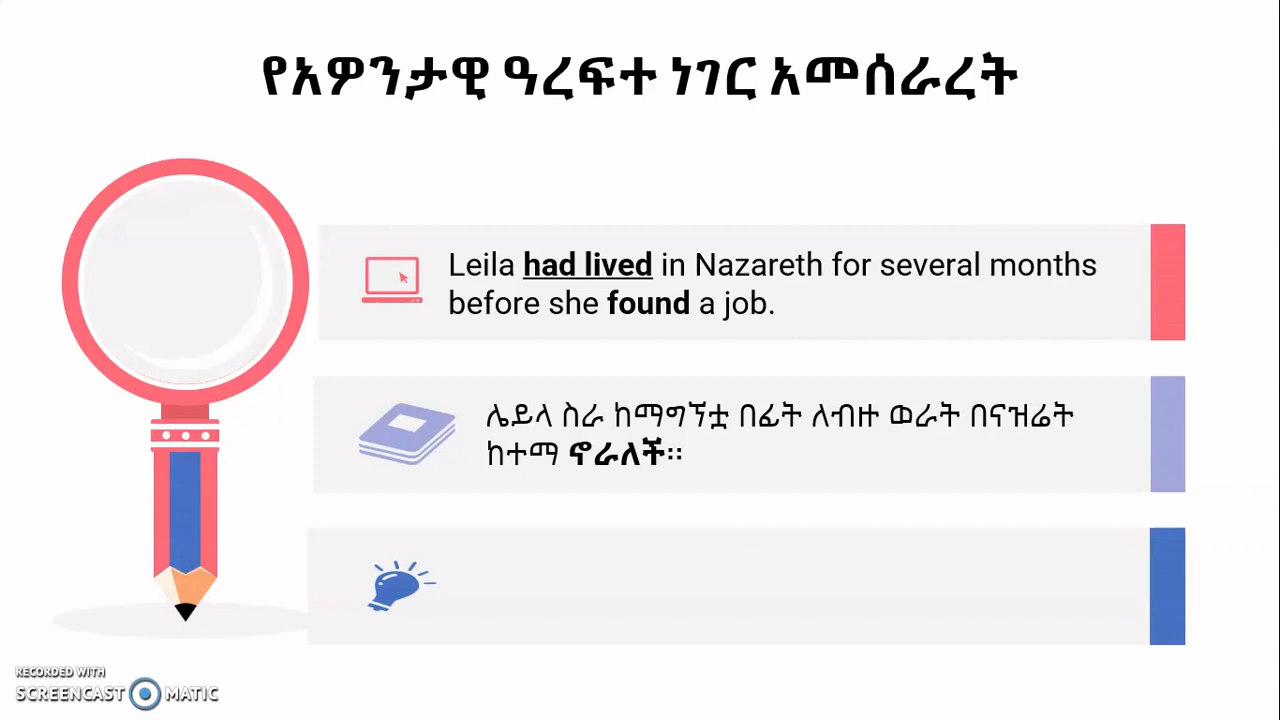 የአዎንታዊ ዓረፍተ ነገር አመሰራረት
Leila had lived in Nazareth for several months
before she found a job.
ሌይላ ስራ ከማግኘቷ በፊት ለብዙ ወራት በናዝሬት
ከተማ ኖራለች፡፡
RECORDED WITH
SCREENCAST MATIC